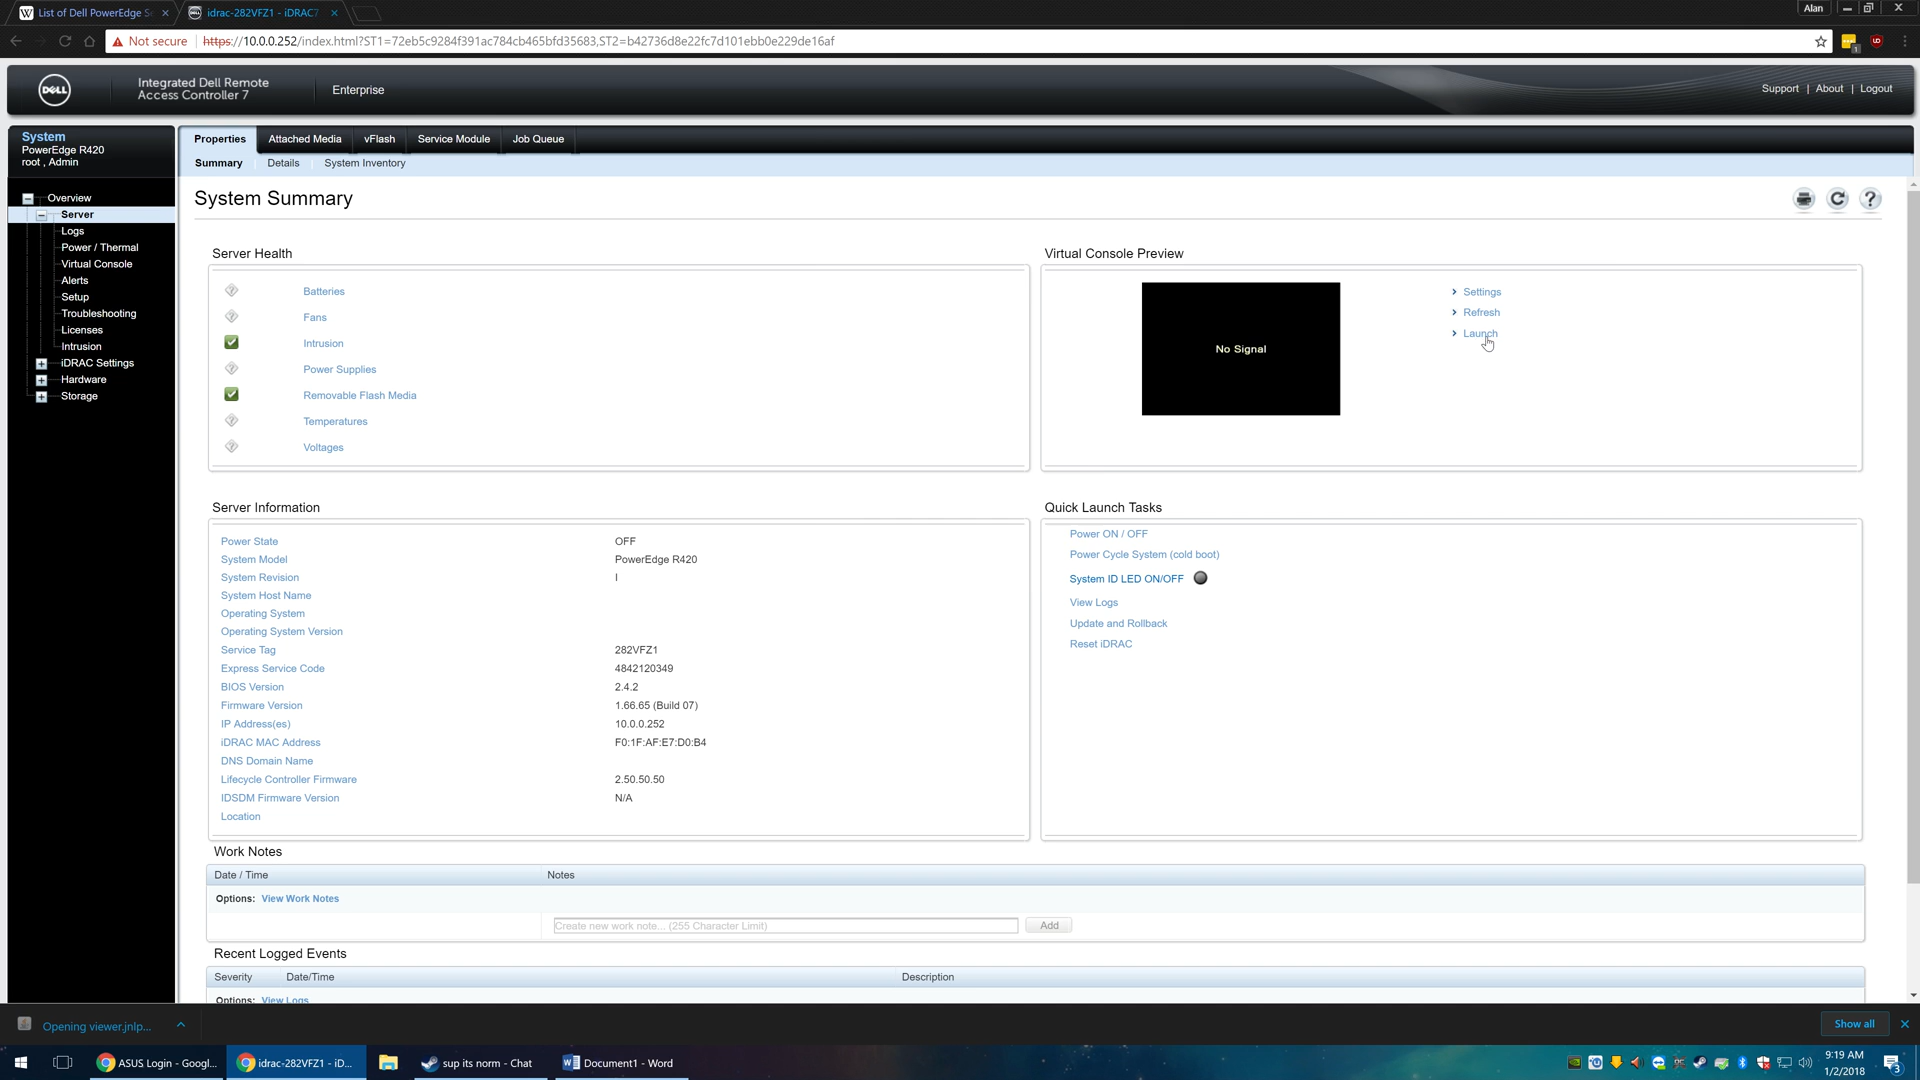 List of Dell PowerEdge Se
idrac-282VFZ1 - iDRAC7
Alan
Not secure
https://10.0.0.252/index.html?ST1=72eb5c9284f391ac784cb465bfd35683,ST2=b42736d8e22fc7d101ebb0e229de16af
DELL
Integrated Dell Remote
Access Controller 7
Enterprise
Support | About | Logout
System
PowerEdge R420
root , Admin
Properties
Attached Media
vFlash
Service Module
Job Queue
Summary
Details
System Inventory
Overview
Server
Logs
Power / Thermal
Virtual Console
Alerts
Setup
Troubleshooting
Licenses
Intrusion
iDRAC Settings
Hardware
Storage
System Summary
Server Health
Batteries
Fans
Intrusion
Power Supplies
Removable Flash Media
Temperatures
Voltages
Virtual Console Preview
No Signal
Settings
Refresh
Launch
Server Information
Power State OFF
System Model PowerEdge R420
System Revision I
System Host Name
Operating System
Operating System Version
Service Tag 282VFZ1
Express Service Code 4842120349
BIOS Version 2.4.2
Firmware Version 1.66.65 (Build 07)
IP Address(es) 10.0.0.252
iDRAC MAC Address F0:1F:AF:E7:D0:B4
DNS Domain Name
Lifecycle Controller Firmware 2.50.50.50
IDSDM Firmware Version N/A
Location
Quick Launch Tasks
Power ON / OFF
Power Cycle System (cold boot)
System ID LED ON/OFF
View Logs
Update and Rollback
Reset iDRAC
Work Notes
Date / Time Notes
Options: View Work Notes
Create new work note... (255 Character Limit)
Add
Recent Logged Events
Severity Date/Time Description
Options: View Logs
Opening viewer.jnlp...
Show all
ASUS Login - Googl...
idrac-282VFZ1 - iD...
sup its norm - Chat
Document1 - Word
9:19 AM
1/2/2018
3